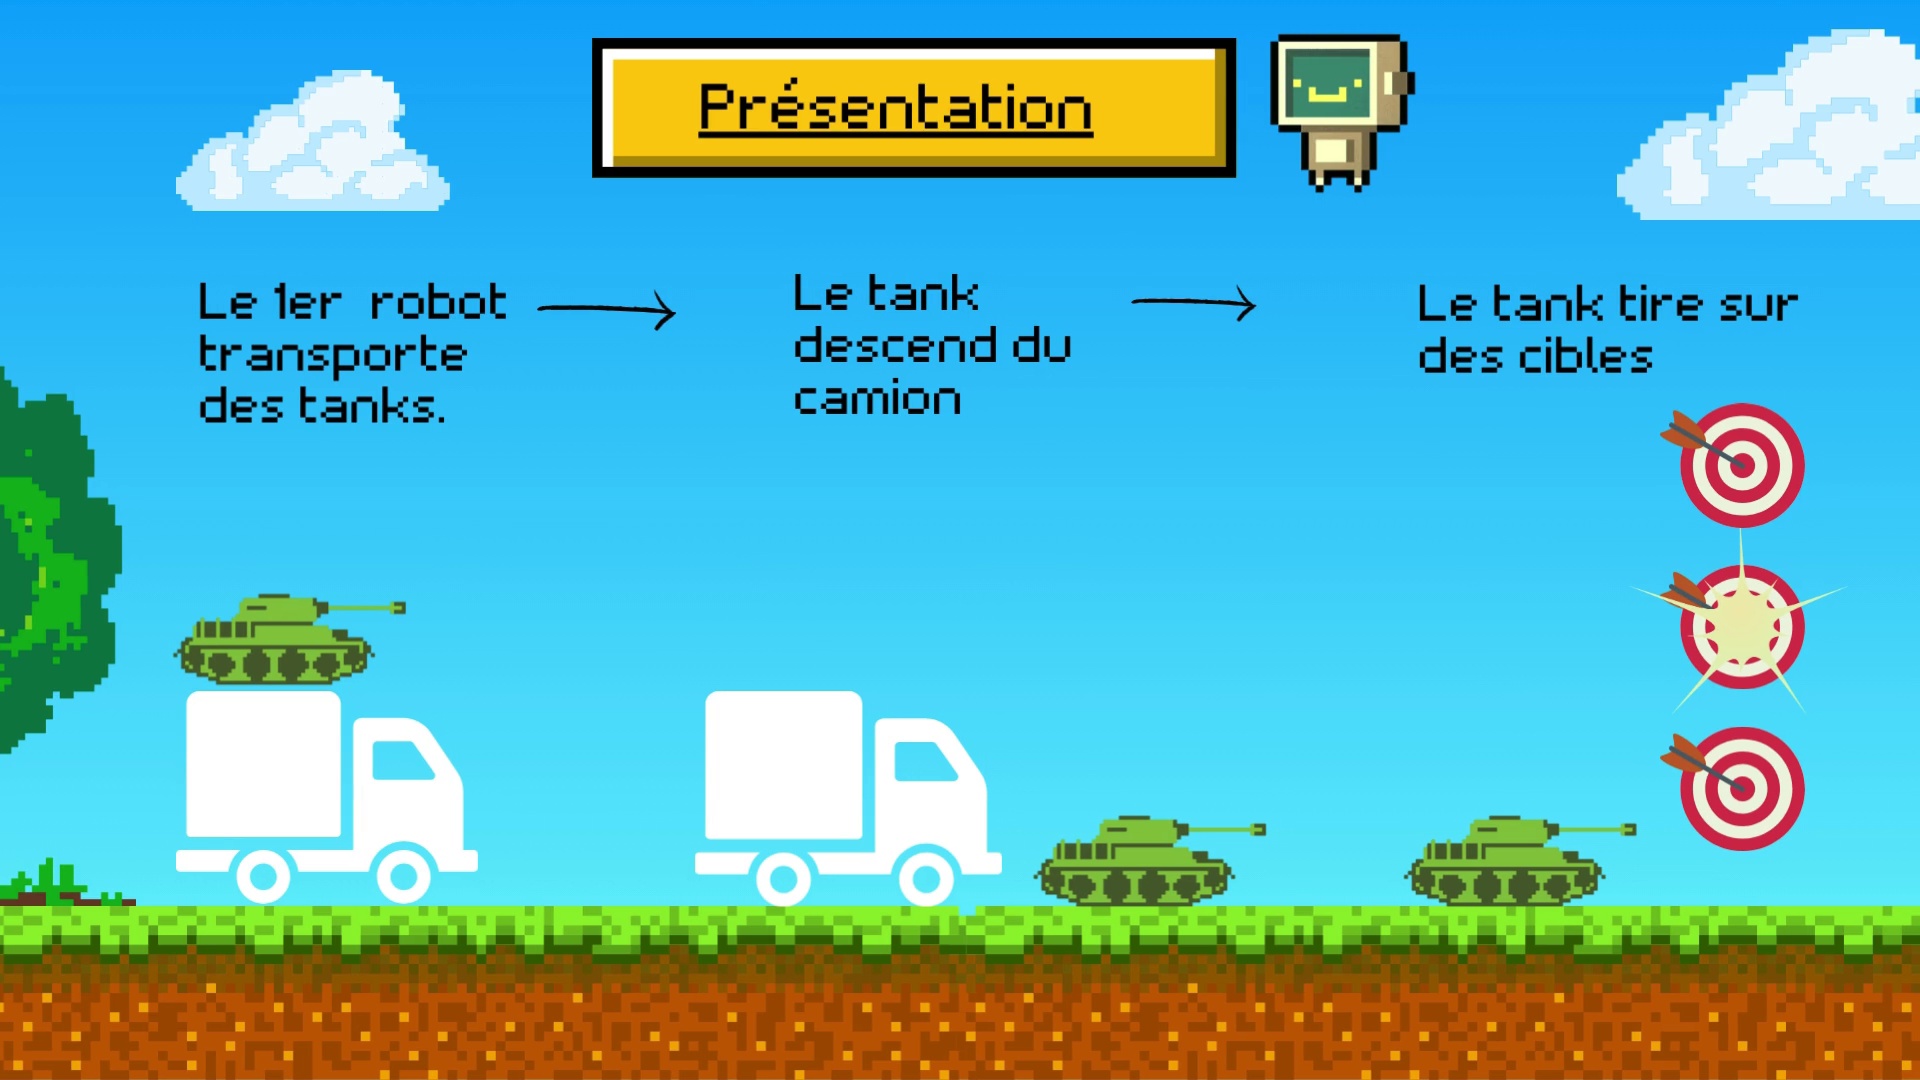 Présentation
Le 1er robot
transporte
des tanks.
Le tank
descend du
camion
Le tank tire sur
des cibles